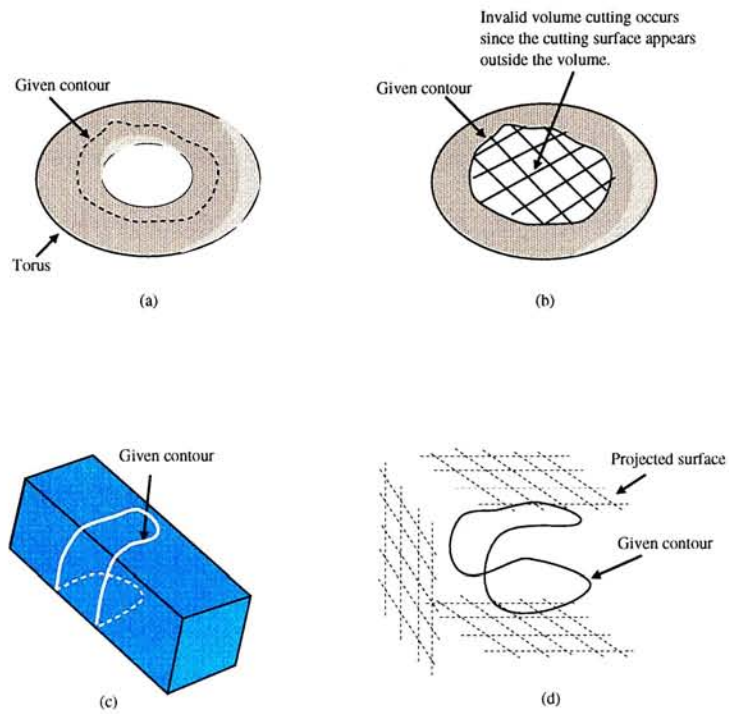 Invalid volume cutting occurs
since the cutting surface appears
outside the volume.
Given contour
Given contour
Torus
(a)
(b)
Given contour
Projected surface
Given contour
(c)
(d)